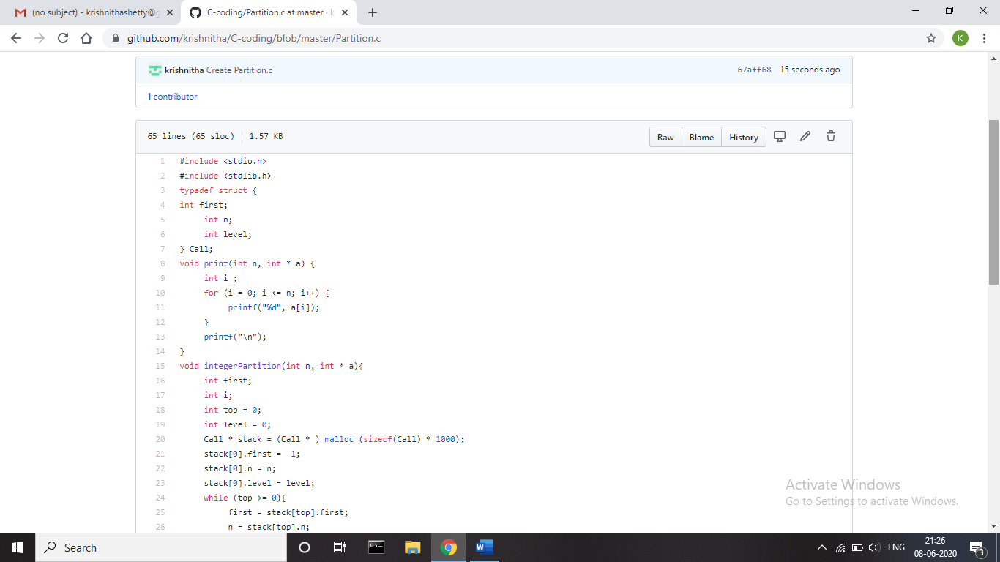 (no subject) - krishnithashetty@g
C-coding/Partition.c at master · k
github.com/krishnitha/C-coding/blob/master/Partition.c
K
krishnitha Create Partition.c
67aff68 15 seconds ago
1 contributor
65 lines (65 sloc) 1.57 KB
Raw Blame History
1 #include <stdio.h>
2 #include <stdlib.h>
3 typedef struct {
4 int first;
5 int n;
6 int level;
7 } Call;
8 void print(int n, int * a) {
9 int i ;
10 for (i = 0; i <= n; i++) {
11 printf("%d", a[i]);
12 }
13 printf("\n");
14 }
15 void integerPartition(int n, int * a){
16 int first;
17 int i;
18 int top = 0;
19 int level = 0;
20 Call * stack = (Call * ) malloc (sizeof(Call) * 1000);
21 stack[0].first = -1;
22 stack[0].n = n;
23 stack[0].level = level;
24 while (top >= 0){
25 first = stack[top].first;
26 n = stack[top].n;
Activate Windows
Go to Settings to activate Windows.
Search
ENG
21:26
08-06-2020
3